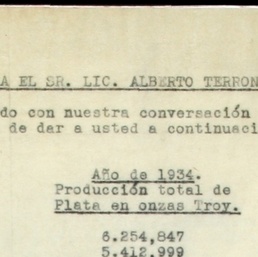 A EL SR. LIC. ALBERTO TERRON
do con nuestra conversación
de dar a usted a continuaci
Año de 1934.
Producción total de
Plata en onzas Troy.
6.254,847
5.412,999